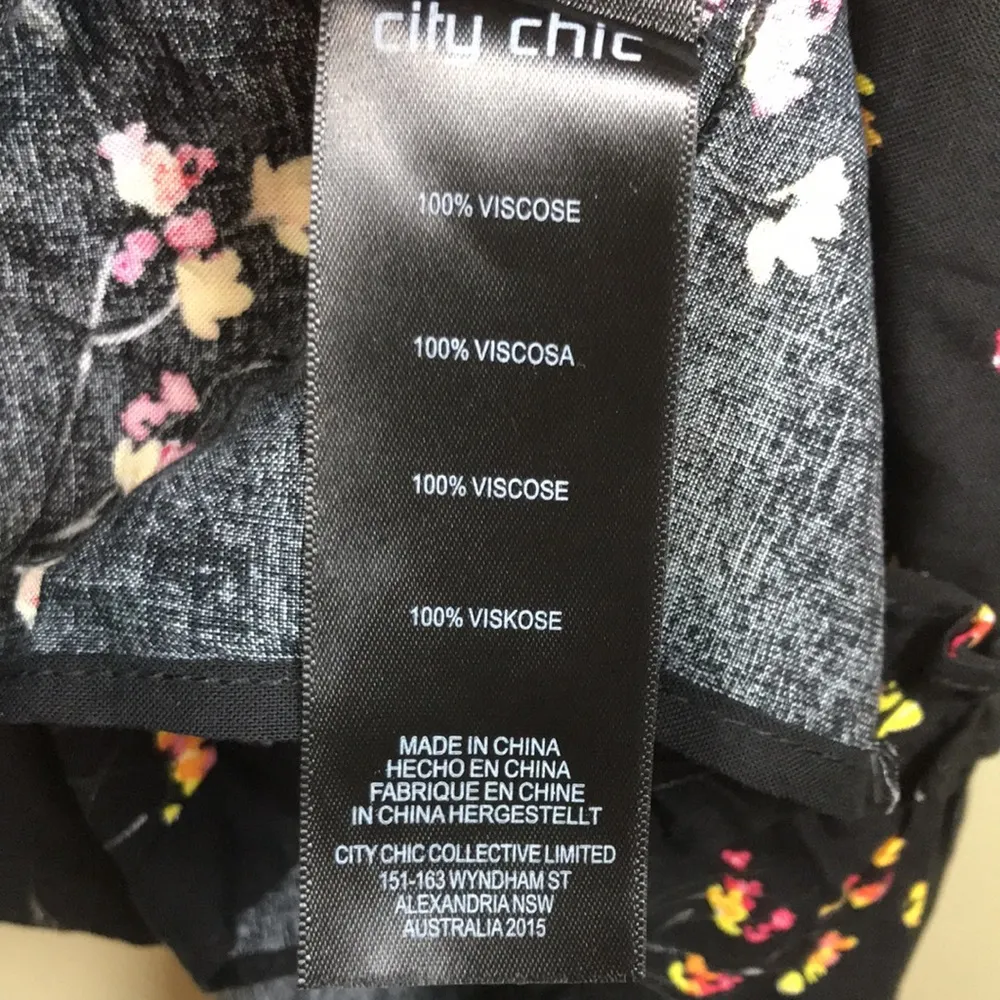 city chic
100% VISCOSE
100% VISCOSA
100% VISCOSE
100% VISKOSE
MADE IN CHINA
HECHO EN CHINA
FABRIQUE EN CHINE
IN CHINA HERGESTELLT
CITY CHIC COLLECTIVE LIMITED
151-163 WYNDHAM ST
ALEXANDRIA NSW
AUSTRALIA 2015